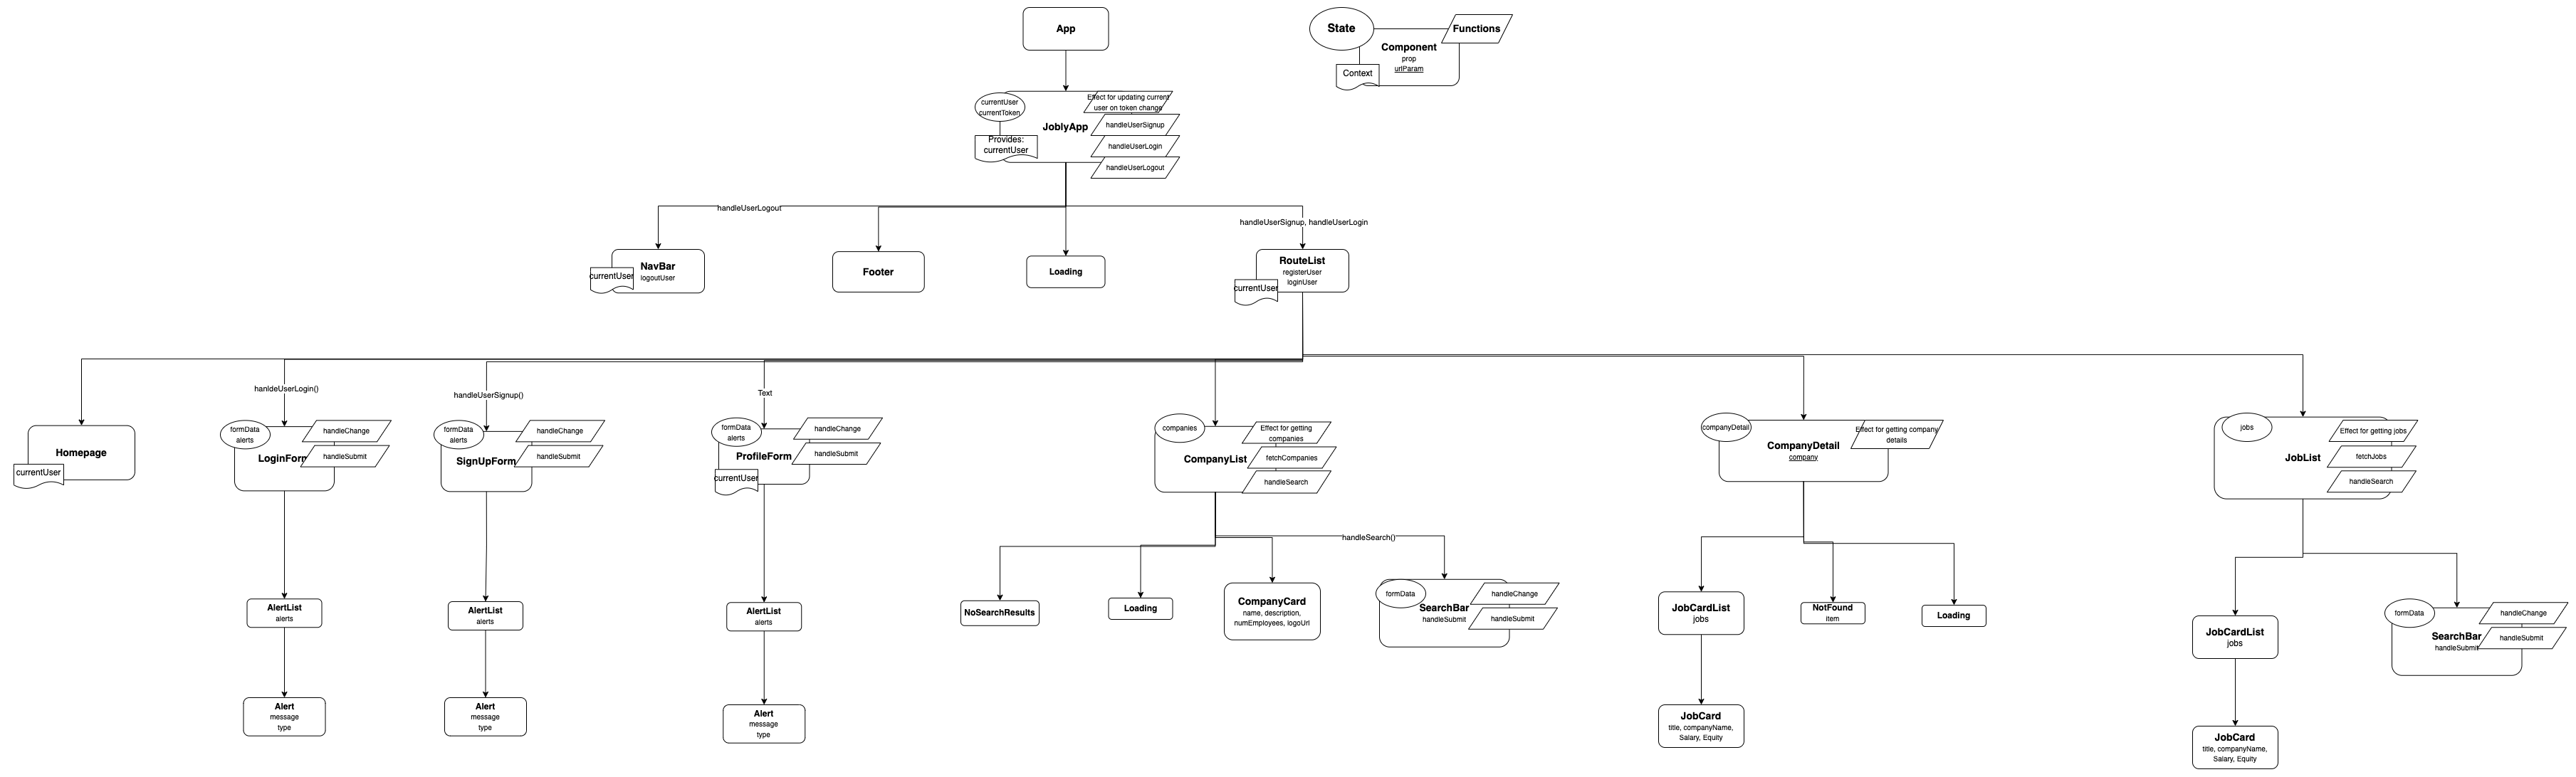 App
State
Functions
Component
prop
urlParam
Context
currentUser
currentToken
Effect for updating current
user on token change
JoblyApp
handleUserSignup
Provides:
currentUser
handleUserLogin
handleUserLogout
handleUserLogout
handleUserSignup, handleUserLogin
NavBar
logoutUser
currentUser
Footer
Loading
RouteList
registerUser
loginUser
currentUser
hanldeUserLogin()
handleUserSignup()
Text
Homepage
currentUser
formData
alerts
LoginForm
handleChange
handleSubmit
formData
alerts
SignUpForm
handleChange
handleSubmit
formData
alerts
ProfileForm
currentUser
handleChange
handleSubmit
companies
CompanyList
Effect for getting
companies
fetchCompanies
handleSearch
companyDetail
CompanyDetail
company
Effect for getting company
details
jobs
JobList
Effect for getting jobs
fetchJobs
handleSearch
handleSearch()
AlertList
alerts
AlertList
alerts
AlertList
alerts
NoSearchResults
Loading
CompanyCard
name, description,
numEmployees, logoUrl
formData
SearchBar
handleSubmit
handleChange
handleSubmit
JobCardList
jobs
NotFound
item
Loading
JobCardList
jobs
formData
SearchBar
handleSubmit
handleChange
handleSubmit
Alert
message
type
Alert
message
type
Alert
message
type
JobCard
title, companyName,
Salary, Equity
JobCard
title, companyName,
Salary, Equity